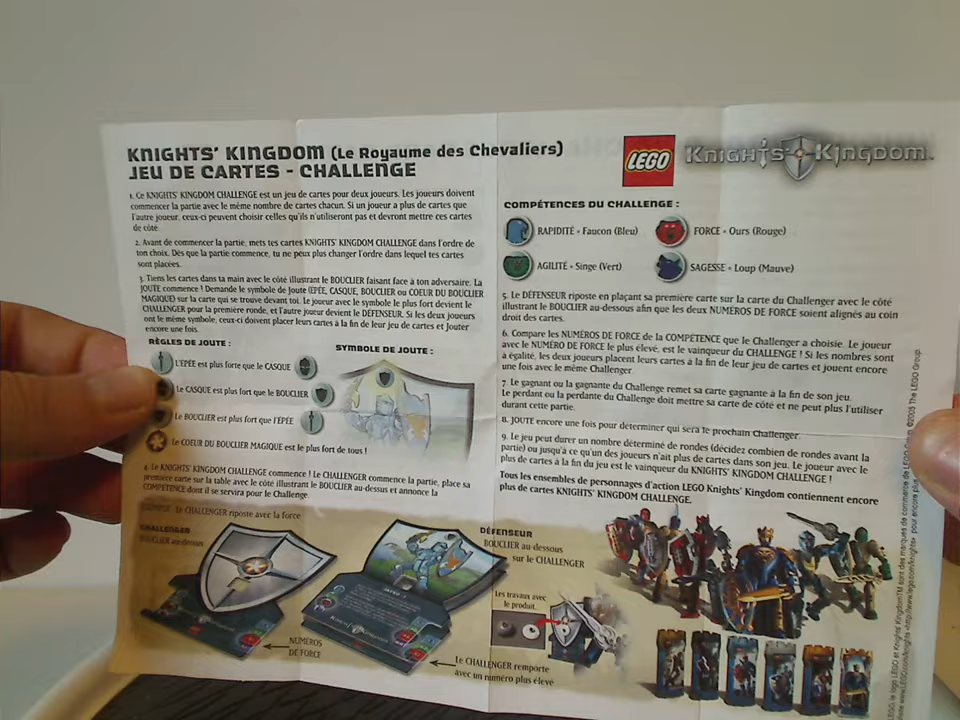 KNIGHTS' KINGDOM (Le Royaume des Chevaliers)
JEU DE CARTES - CHALLENGE
1. Ce KNIGHTS' KINGDOM CHALLENGE est un jeu de cartes pour deux joueurs. Les joueurs doivent
commencer la partie avec le même nombre de cartes chacun. Si un joueur a plus de cartes que
l'autre joueur, ceux-ci peuvent choisir celles qu'ils n'utiliseront pas et devront mettre ces cartes
de côté.
2. Avant de commencer la partie, mets tes cartes KNIGHTS' KINGDOM CHALLENGE dans l'ordre de
ton choix. Dès que la partie commence, tu ne peux plus changer l'ordre dans lequel tes cartes
sont placées.
3. Tiens les cartes dans ta main avec le côté illustrant le BOUCLIER faisant face à ton adversaire. La
JOUTE commence ! Demande le symbole de Joute (EPÉE, CASQUE, BOUCLIER ou COEUR DU BOUCLIER
MAGIQUE) sur la carte qui se trouve devant toi. Le joueur avec le symbole le plus fort devient le
CHALLENGER pour la première ronde, et l'autre joueur devient le DEFENSEUR. Si les deux joueurs
ont le même symbole, ceux-ci doivent placer leurs cartes à la fin de leur jeu de cartes et Jouter
encore une fois.
RÈGLES DE JOUTE :
SYMBOLE DE JOUTE :
L'ÉPÉE est plus forte que le CASQUE
Le CASQUE est plus fort que le BOUCLIER
Le BOUCLIER est plus fort que l'EPÉE
Le COEUR DU BOUCLIER MAGIQUE est le plus fort de tous !
4. Le KNIGHTS' KINGDOM CHALLENGE commence ! Le CHALLENGER commence la partie, place sa
première carte sur la table avec le côté illustrant le BOUCLIER au-dessus et annonce la
COMPÉTENCE dont il se servira pour le Challenge.
EXEMPLE : Le CHALLENGER riposte avec la force
CHALLENGER
BOUCLIER au-dessus
NUMÉROS
DE FORCE
DÉFENSEUR
BOUCLIER au-dessous
sur le CHALLENGER
Les travaux avec
le produit.
Le CHALLENGER remporte
avec un numéro plus élevé
LEGO
KNIGHTS KINGDOM
COMPÉTENCES DU CHALLENGE :
RAPIDITÉ = Faucon (Bleu)
FORCE = Ours (Rouge)
AGILITÉ = Singe (Vert)
SAGESSE = Loup (Mauve)
5. Le DÉFENSEUR riposte en plaçant sa première carte sur la carte du Challenger avec le côté
illustrant le BOUCLIER au-dessous afin que les deux NUMÉROS DE FORCE soient alignés au coin
droit des cartes.
6. Compare les NUMÉROS DE FORCE de la COMPÉTENCE que le Challenger a choisie. Le joueur
avec le NUMÉRO DE FORCE le plus élevé, est le vainqueur du CHALLENGE ! Si les nombres sont
à égalité, les deux joueurs placent leurs cartes à la fin de leur jeu de cartes et jouent encore
une fois avec le même Challenger.
7. Le gagnant ou la gagnante du Challenge remet sa carte gagnante à la fin de son jeu.
Le perdant ou la perdante du Challenge doit mettre sa carte de côté et ne peut plus l'utiliser
durant cette partie.
8. JOUTE encore une fois pour déterminer qui sera le prochain Challenger.
9. Le jeu peut durer un nombre déterminé de rondes (décidez combien de rondes avant la
partie) ou jusqu'à ce qu'un des joueurs n'ait plus de cartes dans son jeu. Le joueur avec le
plus de cartes à la fin du jeu est le vainqueur du KNIGHTS' KINGDOM CHALLENGE !
Tous les ensembles de personnages d'action LEGO Knights' Kingdom contiennent encore
plus de cartes KNIGHTS' KINGDOM CHALLENGE.
LEGO, le logo LEGO et Knights' Kingdom™ sont des marques de commerce de LEGO Group. ©2005 The LEGO Group.